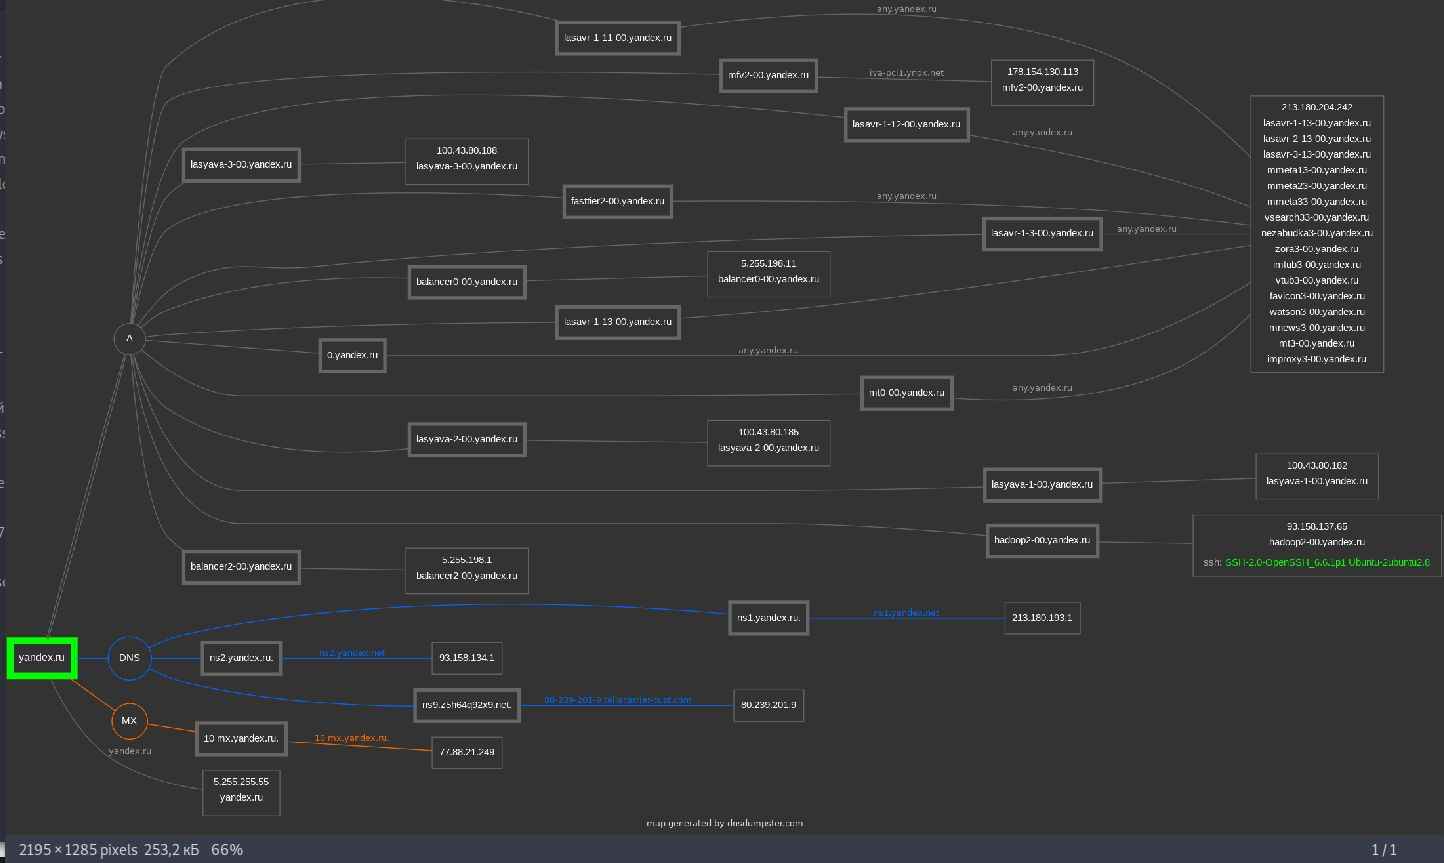 any.yandex.ru
lasavr-1-11-00.yandex.ru
mfv2-00.yandex.ru
iva-pci1.yndx.net
178.154.130.113
mfv2-00.yandex.ru
lasavr-1-12-00.yandex.ru
any.yandex.ru
213.180.204.242
lasavr-1-13-00.yandex.ru
lasavr-2-13-00.yandex.ru
lasavr-3-13-00.yandex.ru
mmeta13-00.yandex.ru
mmeta23-00.yandex.ru
mmeta33-00.yandex.ru
vsearch33-00.yandex.ru
nezabudka3-00.yandex.ru
zora3-00.yandex.ru
mtub3-00.yandex.ru
vtub3-00.yandex.ru
favicon3-00.yandex.ru
watson3-00.yandex.ru
mnews3-00.yandex.ru
mt3-00.yandex.ru
improxy3-00.yandex.ru
lasyava-3-00.yandex.ru
100.43.80.188
lasyava-3-00.yandex.ru
fasttier2-00.yandex.ru
any.yandex.ru
lasavr-1-3-00.yandex.ru
any.yandex.ru
balancer0-00.yandex.ru
5.255.198.11
balancer0-00.yandex.ru
lasavr-1-13-00.yandex.ru
A
0.yandex.ru
any.yandex.ru
mt0-00.yandex.ru
any.yandex.ru
lasyava-2-00.yandex.ru
100.43.80.185
lasyava-2-00.yandex.ru
lasyava-1-00.yandex.ru
100.43.80.182
lasyava-1-00.yandex.ru
hadoop2-00.yandex.ru
93.158.137.65
hadoop2-00.yandex.ru
ssh: SSH-2.0-OpenSSH_6.6.1p1 Ubuntu-2ubuntu2.8
balancer2-00.yandex.ru
5.255.198.1
balancer2-00.yandex.ru
ns1.yandex.ru.
ns1.yandex.net
213.180.193.1
yandex.ru
DNS
ns2.yandex.ru.
ns2.yandex.net
93.158.134.1
ns9.z5h64q92x9.net.
80-239-201-9.teliacarrier-cust.com
80.239.201.9
MX
10 mx.yandex.ru.
10 mx.yandex.ru.
77.88.21.249
yandex.ru
5.255.255.55
yandex.ru
map generated by dnsdumpster.com
2195 × 1285 pixels 253,2 кБ 66%
1 / 1